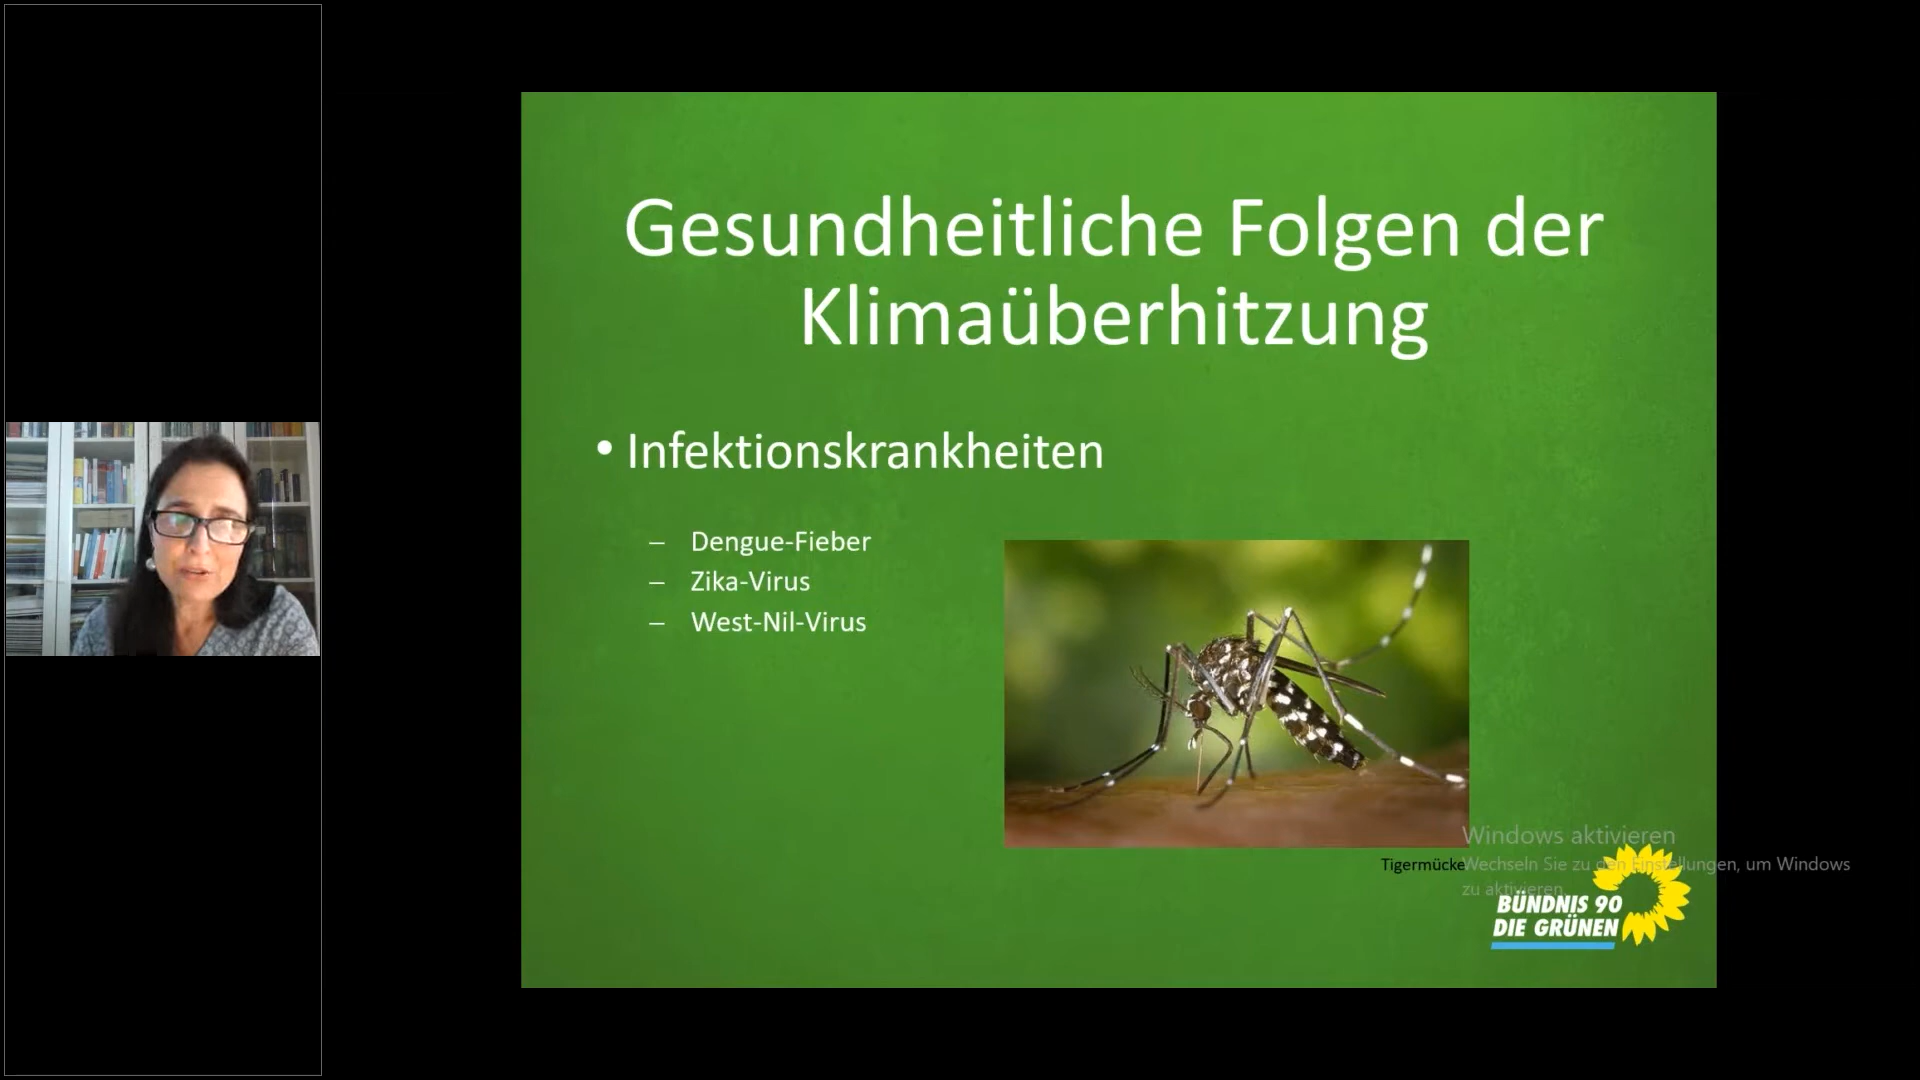 Gesundheitliche Folgen der
Klimaüberhitzung
• Infektionskrankheiten
– Dengue-Fieber
– Zika-Virus
– West-Nil-Virus
Tigermücke
Windows aktivieren
Wechseln Sie zu den Einstellungen, um Windows
zu aktivieren.
BÜNDNIS 90
DIE GRÜNEN